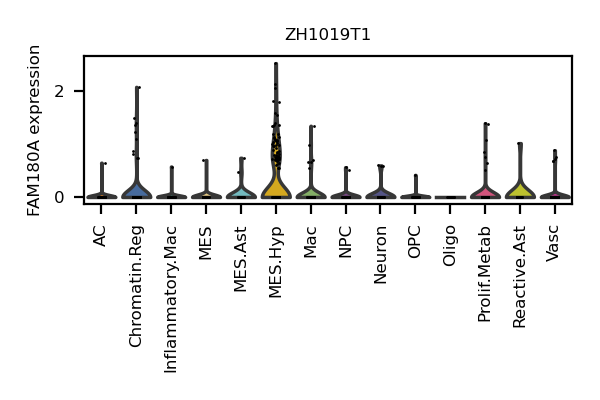 ZH1019T1
FAM180A expression
2
0
AC
Chromatin.Reg
Inflammatory.Mac
MES
MES.Ast
MES.Hyp
Mac
NPC
Neuron
OPC
Oligo
Prolif.Metab
Reactive.Ast
Vasc